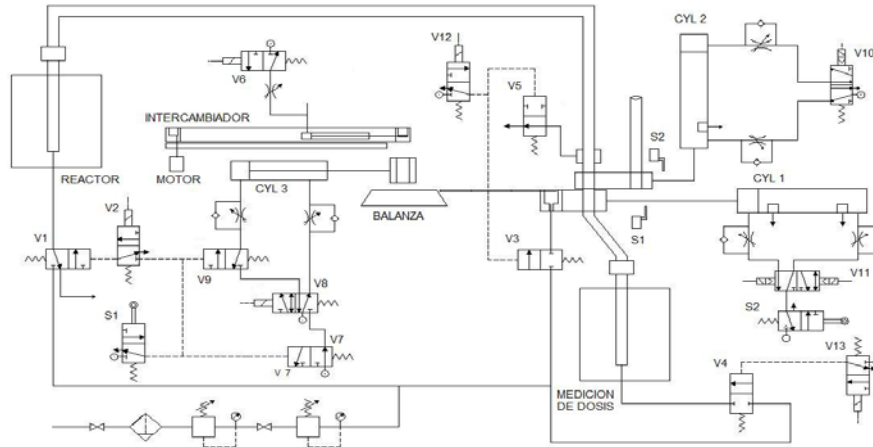 CYL 2
V12
V10
V6
V5
INTERCAMBIADOR
S2
REACTOR
MOTOR
CYL 3
CYL 1
V2
BALANZA
S1
V1
V3
V9
V8
V11
S2
S1
V7
V 7
V13
V4
MEDICION
DE DOSIS